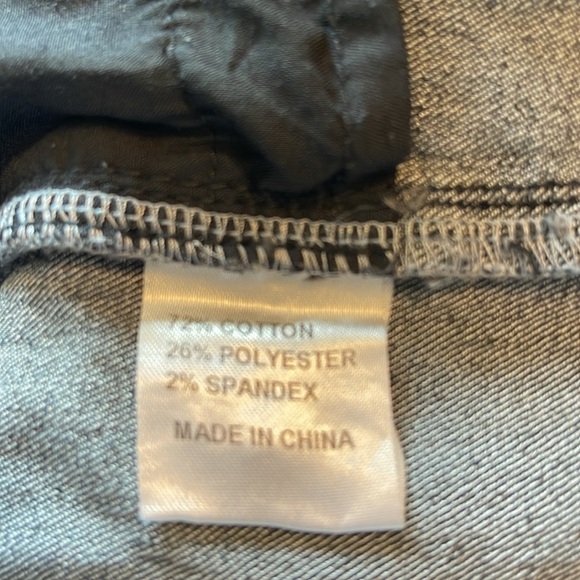 72% COTTON
26% POLYESTER
2% SPANDEX
MADE IN CHINA